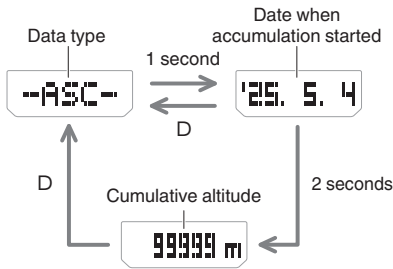 Data type
Date when
accumulation started
1 second
--ASC--
'25. 5. 4
D
D
2 seconds
Cumulative altitude
99999 m